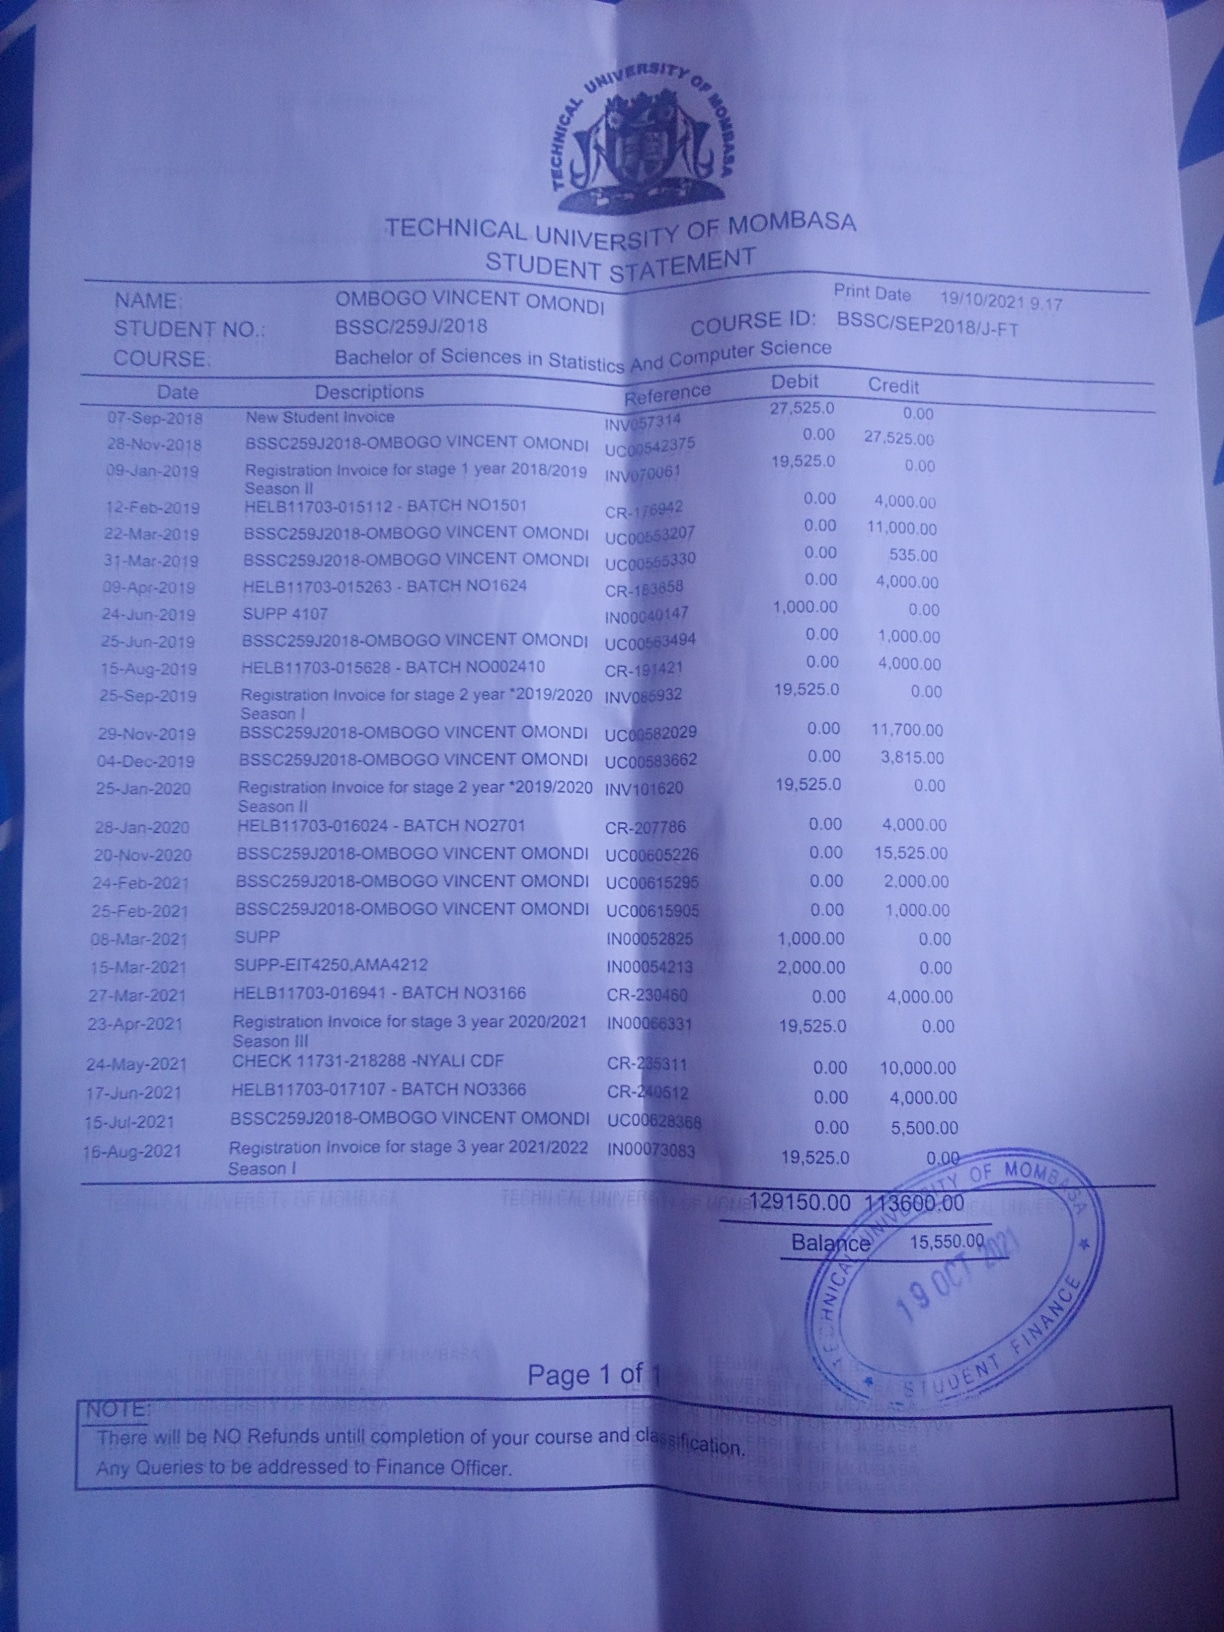 TECHNICAL UNIVERSITY OF MOMBASA
TECHNICAL UNIVERSITY OF MOMBASA
STUDENT STATEMENT
Print Date 19/10/2021 9.17
NAME: OMBOGO VINCENT OMONDI
STUDENT NO.: BSSC/259J/2018 COURSE ID: BSSC/SEP2018/J-FT
COURSE: Bachelor of Sciences in Statistics And Computer Science
Date Descriptions Reference Debit Credit
07-Sep-2018 New Student Invoice INV057314 27,525.0 0.00
28-Nov-2018 BSSC259J2018-OMBOGO VINCENT OMONDI UC00542375 0.00 27,525.00
09-Jan-2019 Registration Invoice for stage 1 year 2018/2019 INV070061 19,525.0 0.00
Season II
12-Feb-2019 HELB11703-015112 - BATCH NO1501 CR-176942 0.00 4,000.00
22-Mar-2019 BSSC259J2018-OMBOGO VINCENT OMONDI UC00553207 0.00 11,000.00
31-Mar-2019 BSSC259J2018-OMBOGO VINCENT OMONDI UC00555330 0.00 535.00
09-Apr-2019 HELB11703-015263 - BATCH NO1624 CR-183658 0.00 4,000.00
24-Jun-2019 SUPP 4107 IN00040147 1,000.00 0.00
25-Jun-2019 BSSC259J2018-OMBOGO VINCENT OMONDI UC00563494 0.00 1,000.00
15-Aug-2019 HELB11703-015628 - BATCH NO002410 CR-191421 0.00 4,000.00
25-Sep-2019 Registration Invoice for stage 2 year *2019/2020 INV085932 19,525.0 0.00
Season I
29-Nov-2019 BSSC259J2018-OMBOGO VINCENT OMONDI UC00582029 0.00 11,700.00
04-Dec-2019 BSSC259J2018-OMBOGO VINCENT OMONDI UC00583662 0.00 3,815.00
25-Jan-2020 Registration Invoice for stage 2 year *2019/2020 INV101620 19,525.0 0.00
Season II
28-Jan-2020 HELB11703-016024 - BATCH NO2701 CR-207786 0.00 4,000.00
20-Nov-2020 BSSC259J2018-OMBOGO VINCENT OMONDI UC00605226 0.00 15,525.00
24-Feb-2021 BSSC259J2018-OMBOGO VINCENT OMONDI UC00615295 0.00 2,000.00
25-Feb-2021 BSSC259J2018-OMBOGO VINCENT OMONDI UC00615905 0.00 1,000.00
08-Mar-2021 SUPP IN00052825 1,000.00 0.00
15-Mar-2021 SUPP-EIT4250,AMA4212 IN00054213 2,000.00 0.00
27-Mar-2021 HELB11703-016941 - BATCH NO3166 CR-230460 0.00 4,000.00
23-Apr-2021 Registration Invoice for stage 3 year 2020/2021 IN00066331 19,525.0 0.00
Season III
24-May-2021 CHECK 11731-218288 -NYALI CDF CR-235311 0.00 10,000.00
17-Jun-2021 HELB11703-017107 - BATCH NO3366 CR-240512 0.00 4,000.00
15-Jul-2021 BSSC259J2018-OMBOGO VINCENT OMONDI UC00628368 0.00 5,500.00
16-Aug-2021 Registration Invoice for stage 3 year 2021/2022 IN00073083 19,525.0 0.00
Season I
129150.00 113600.00
Balance 15,550.00
TECHNICAL UNIVERSITY OF MOMBASA
19 OCT 2021
STUDENT FINANCE
Page 1 of 1
NOTE:
There will be NO Refunds untill completion of your course and classification.
Any Queries to be addressed to Finance Officer.